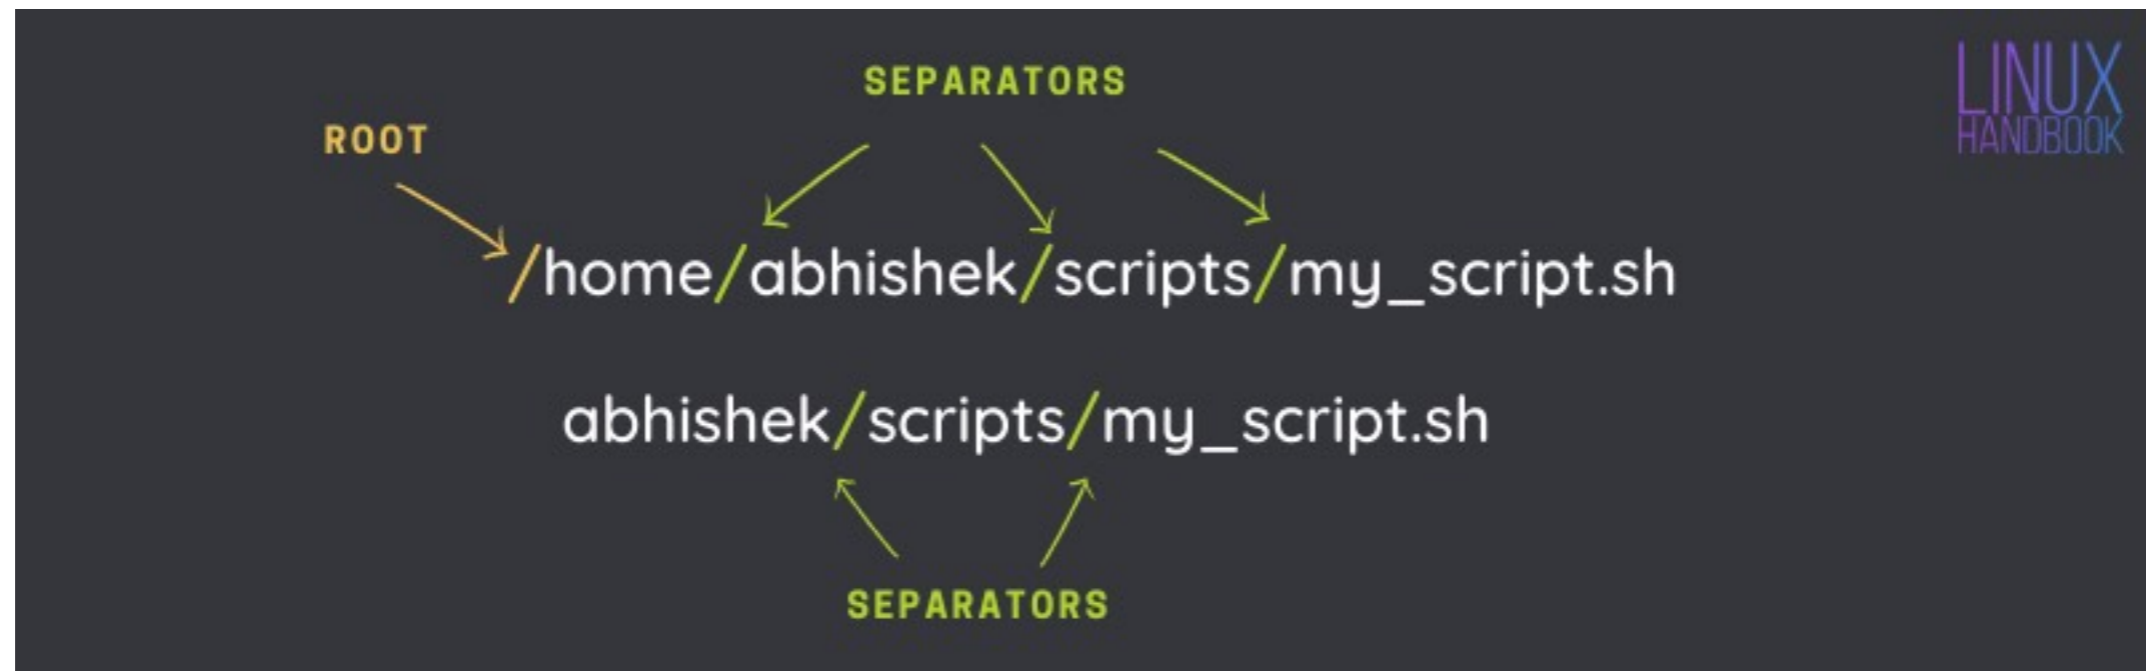 SEPARATORS
LINUX
HANDBOOK
ROOT
/home/abhishek/scripts/my_script.sh
abhishek/scripts/my_script.sh
SEPARATORS